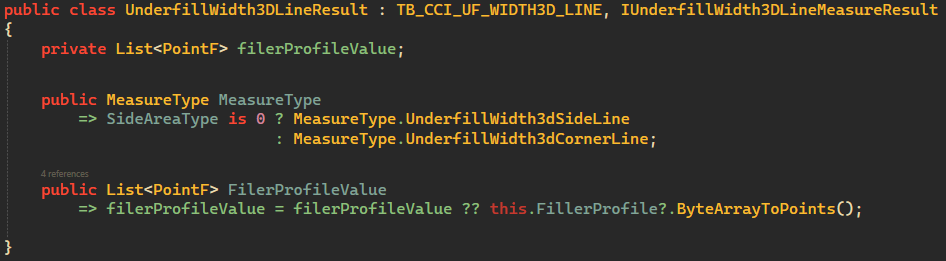 public class UnderfillWidth3DLineResult : TB_CCI_UF_WIDTH3D_LINE, IUnderfillWidth3DLineMeasureResult
{
    private List<PointF> filerProfileValue;

    public MeasureType MeasureType
        => SideAreaType is 0 ? MeasureType.UnderfillWidth3dSideLine
                             : MeasureType.UnderfillWidth3dCornerLine;

    4 references
    public List<PointF> FilerProfileValue
        => filerProfileValue = filerProfileValue ?? this.FillerProfile?.ByteArrayToPoints();

}